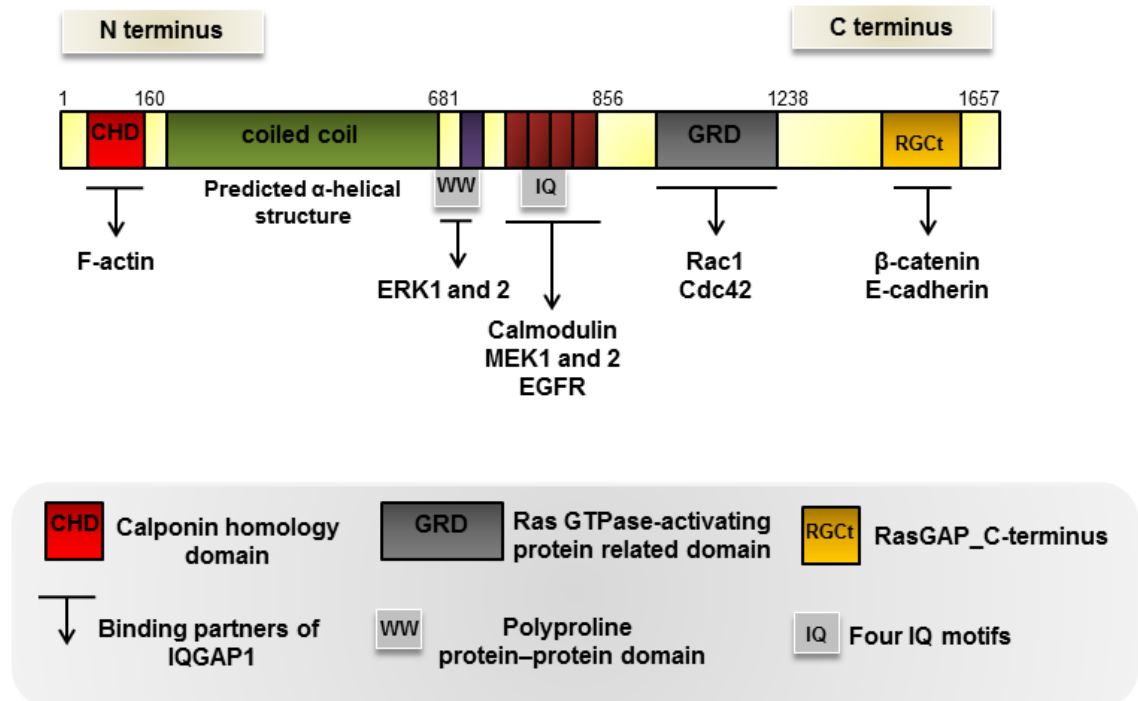 N terminus
C terminus
1
160
681
856
1238
1657
CHD
coiled coil
GRD
RGCt
Predicted α-helical
structure
WW
IQ
F-actin
ERK1 and 2
Calmodulin
MEK1 and 2
EGFR
Rac1
Cdc42
β-catenin
E-cadherin
CHD
Calponin homology
domain
GRD
Ras GTPase-activating
protein related domain
RGCt
RasGAP_C-terminus
Binding partners of
IQGAP1
WW
Polyproline
protein–protein domain
IQ
Four IQ motifs